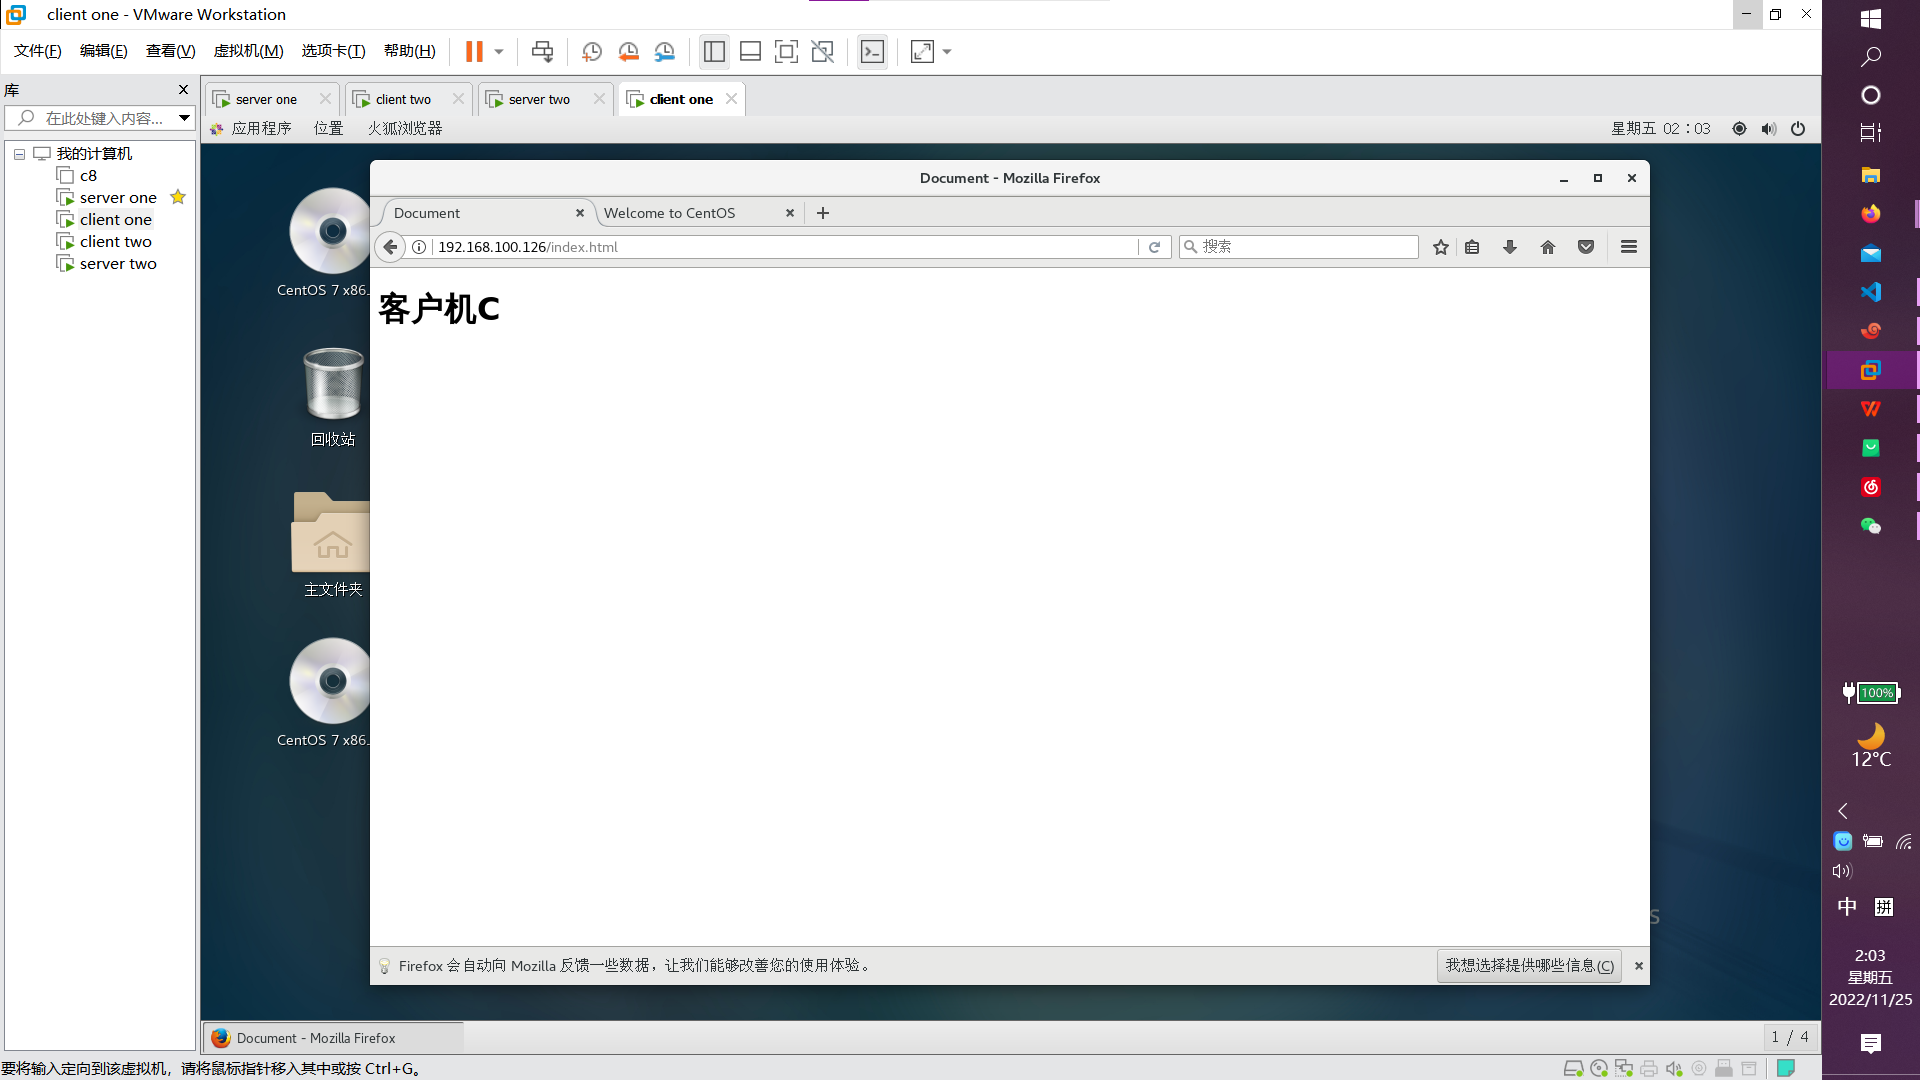 client one - VMware Workstation
文件(F) 编辑(E) 查看(V) 虚拟机(M) 选项卡(T) 帮助(H)
库
在此处键入内容...
我的计算机
c8
server one
client one
client two
server two
server one client two server two client one
应用程序 位置 火狐浏览器 星期五 02:03
CentOS 7 x86...
回收站
主文件夹
CentOS 7 x86...
Document - Mozilla Firefox
Document Welcome to CentOS
192.168.100.126/index.html 搜索
客户机C
S
Firefox 会自动向 Mozilla 反馈一些数据，让我们能够改善您的使用体验。 我想选择提供哪些信息(C)
Document - Mozilla Firefox 1 / 4
要将输入定向到该虚拟机，请将鼠标指针移入其中或按 Ctrl+G。
100%
12°C
中 拼
2:03
星期五
2022/11/25